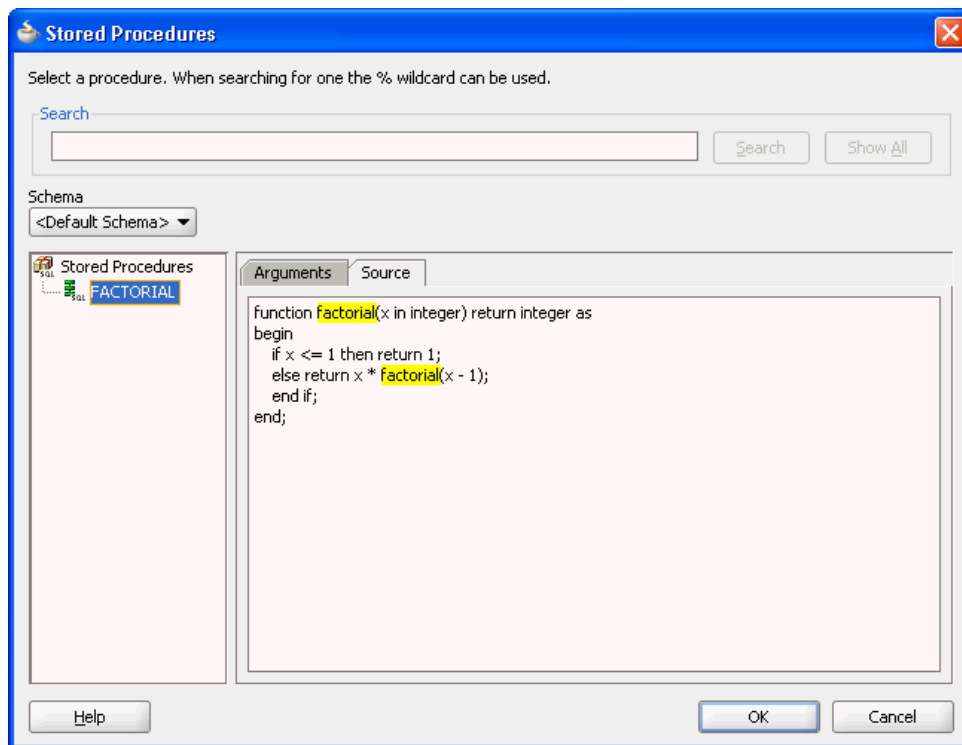 Stored Procedures
Select a procedure. When searching for one the % wildcard can be used.
Search
Search Show All
Schema
<Default Schema>
Stored Procedures
SQL
FACTORIAL
SQL
Arguments Source
function factorial(x in integer) return integer as
begin
if x <= 1 then return 1;
else return x * factorial(x - 1);
end if;
end;
Help OK Cancel